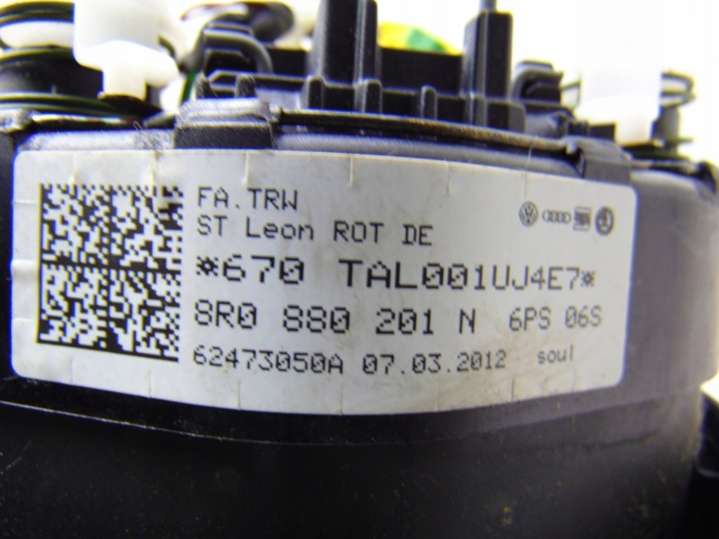 FA.TRW
ST Leon ROT DE
*670 TAL001UJ4E7*
8R0 880 201 N 6PS 06S
62473050A 07.03.2012 soul